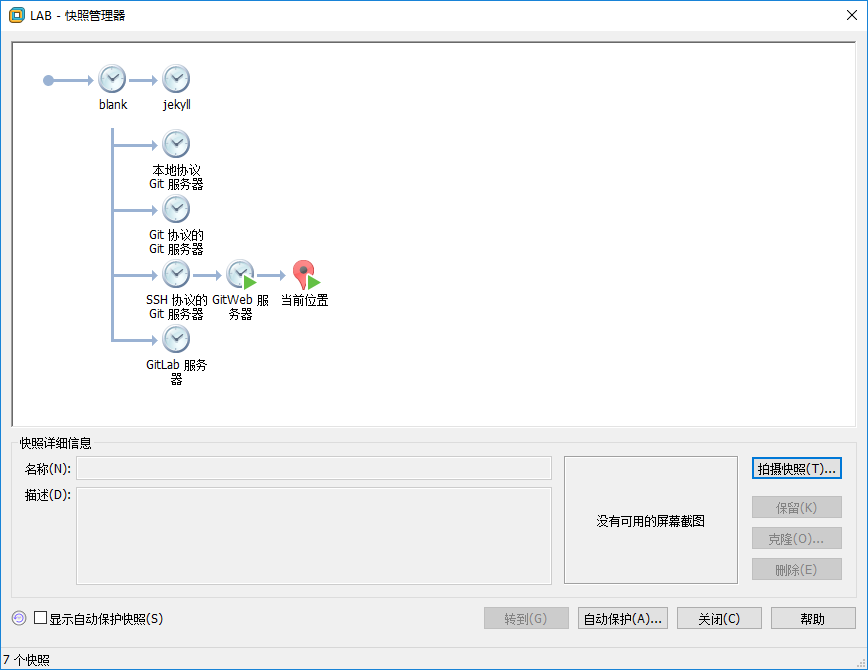 LAB - 快照管理器
blank
jekyll
本地协议
Git 服务器
Git 协议的
Git 服务器
SSH 协议的
Git 服务器
GitWeb 服
务器
当前位置
GitLab 服务
器
快照详细信息
名称(N):
描述(D):
没有可用的屏幕截图
拍摄快照(T)...
保留(K)
克隆(O)...
删除(E)
显示自动保护快照(S)
转到(G)
自动保护(A)...
关闭(C)
帮助
7 个快照